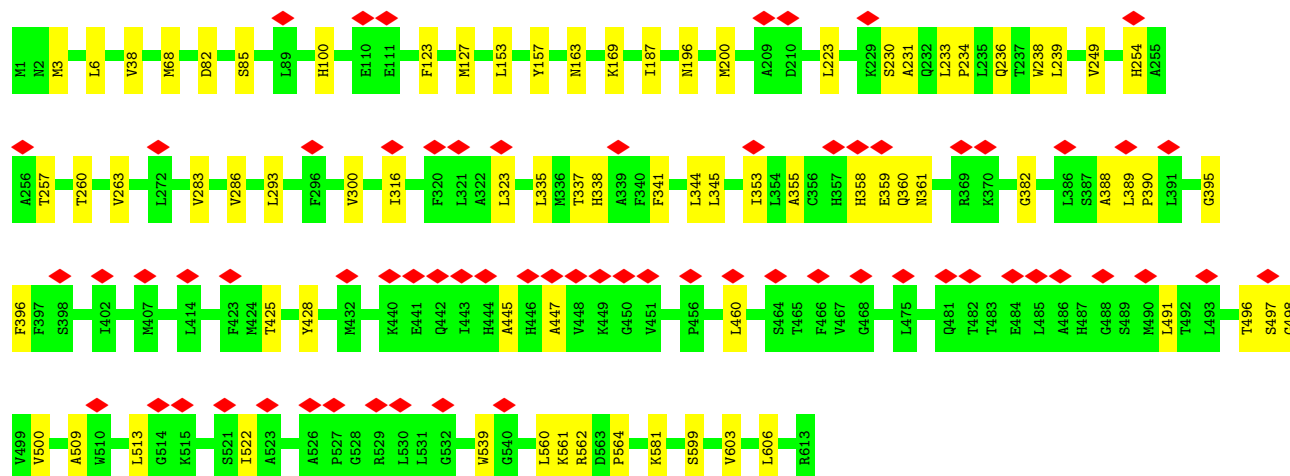 M1 N2 M3 L6 V38 M68 D82 S85 L89 H100 E110 E111 F123 M127 L153 Y157 N163 K169 I187 N196 M200 A209 D210 L223 K229 S230 A231 Q232 L233 P234 L235 Q236 T237 W238 L239 V249 H254 A255
A256 T257 T260 V263 L272 V283 V286 L293 F296 V300 I316 F320 L321 A322 L323 L335 M336 T337 H338 A339 F340 F341 L344 L345 I353 L354 A355 C356 H357 H358 E359 Q360 N361 R369 K370 G382 L386 S387 A388 L389 P390 L391 G395
F396 F397 S398 I402 M407 L414 F423 M424 T425 Y428 M432 K440 E441 Q442 I443 H444 A445 H446 A447 V448 K449 G450 V451 P456 L460 S464 T465 F466 V467 G468 L475 Q481 T482 T483 E484 L485 A486 H487 G488 S489 M490 L491 T492 L493 T496 S497 C498
V499 V500 A509 W510 L513 G514 K515 S521 I522 A523 A526 P527 G528 R529 L530 L531 G532 W539 G540 L560 K561 R562 D563 P564 K581 S599 V603 L606 R613